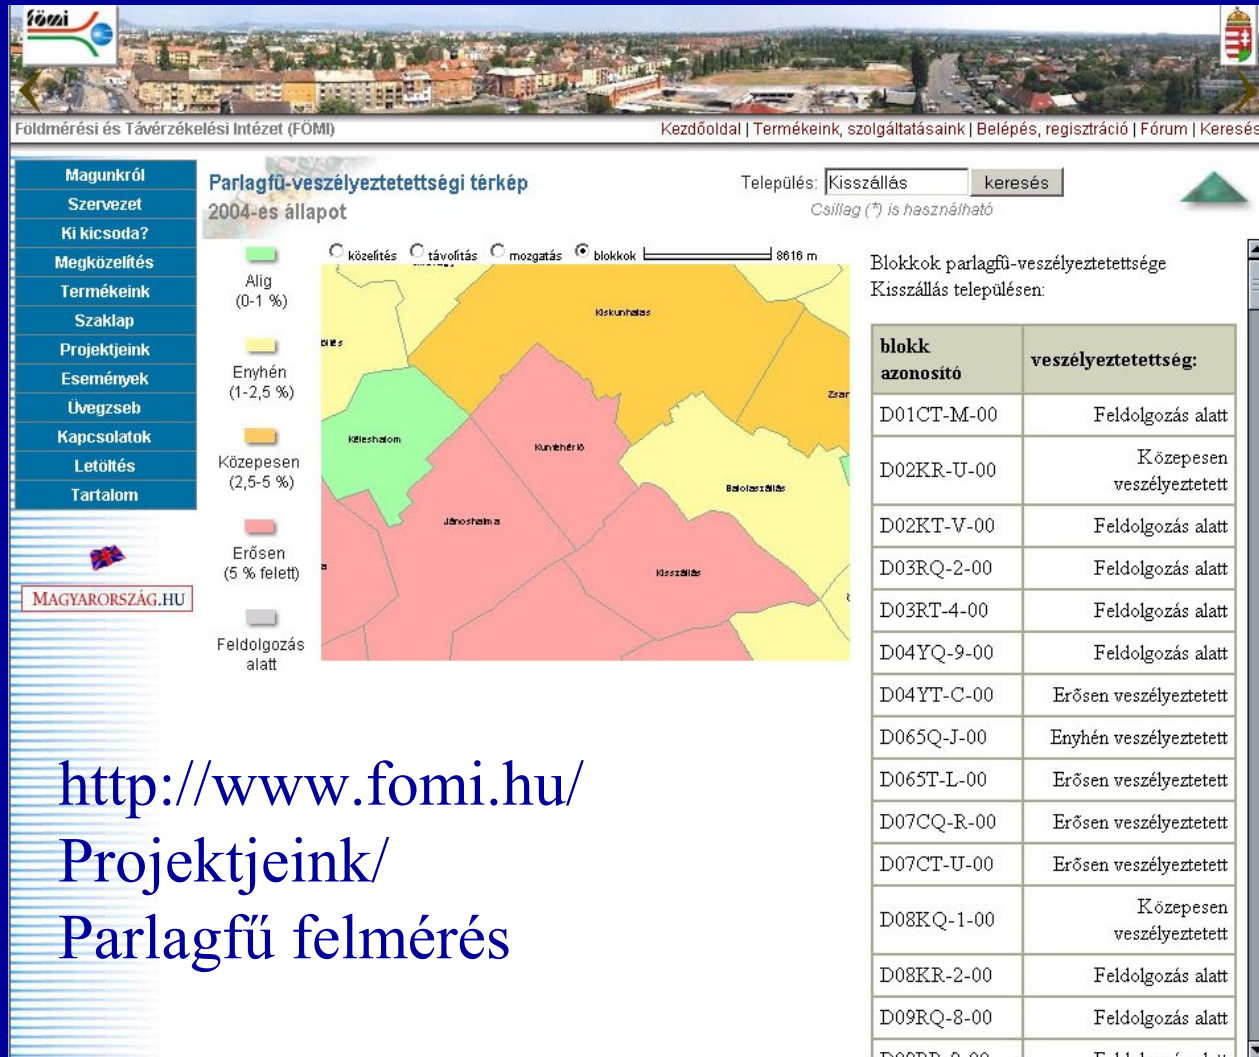 fömi
Földmérési és Távérzékelési Intézet (FÖMI)
Kezdőoldal | Termékeink, szolgáltatásaink | Belépés, regisztráció | Fórum | Keresés
Magunkról
Szervezet
Ki kicsoda?
Megközelítés
Termékeink
Szaklap
Projektjeink
Események
Üvegzseb
Kapcsolatok
Letöltés
Tartalom
MAGYARORSZÁG.HU
Parlagfû-veszélyeztetettségi térkép
2004-es állapot
Település: Kisszállás keresés
Csillag (*) is használható
közelítés távolítás mozgatás blokkok 8616 m
Alig
(0-1 %)
Enyhén
(1-2,5 %)
Közepesen
(2,5-5 %)
Erősen
(5 % felett)
Feldolgozás
alatt
Kiskunhalas
Zsan
Kéleshalom
Kunfehértó
Balotaszállás
Jánoshalma
Kisszállás
Blokkok parlagfû-veszélyeztetettsége
Kisszállás településen:
blokk
azonosító
veszélyeztetettség:
D01CT-M-00 Feldolgozás alatt
D02KR-U-00 Közepesen
veszélyeztetett
D02KT-V-00 Feldolgozás alatt
D03RQ-2-00 Feldolgozás alatt
D03RT-4-00 Feldolgozás alatt
D04YQ-9-00 Feldolgozás alatt
D04YT-C-00 Erõsen veszélyeztetett
D065Q-J-00 Enyhén veszélyeztetett
D065T-L-00 Erõsen veszélyeztetett
D07CQ-R-00 Erõsen veszélyeztetett
D07CT-U-00 Erõsen veszélyeztetett
D08KQ-1-00 Közepesen
veszélyeztetett
D08KR-2-00 Feldolgozás alatt
D09RQ-8-00 Feldolgozás alatt
http://www.fomi.hu/
Projektjeink/
Parlagfű felmérés